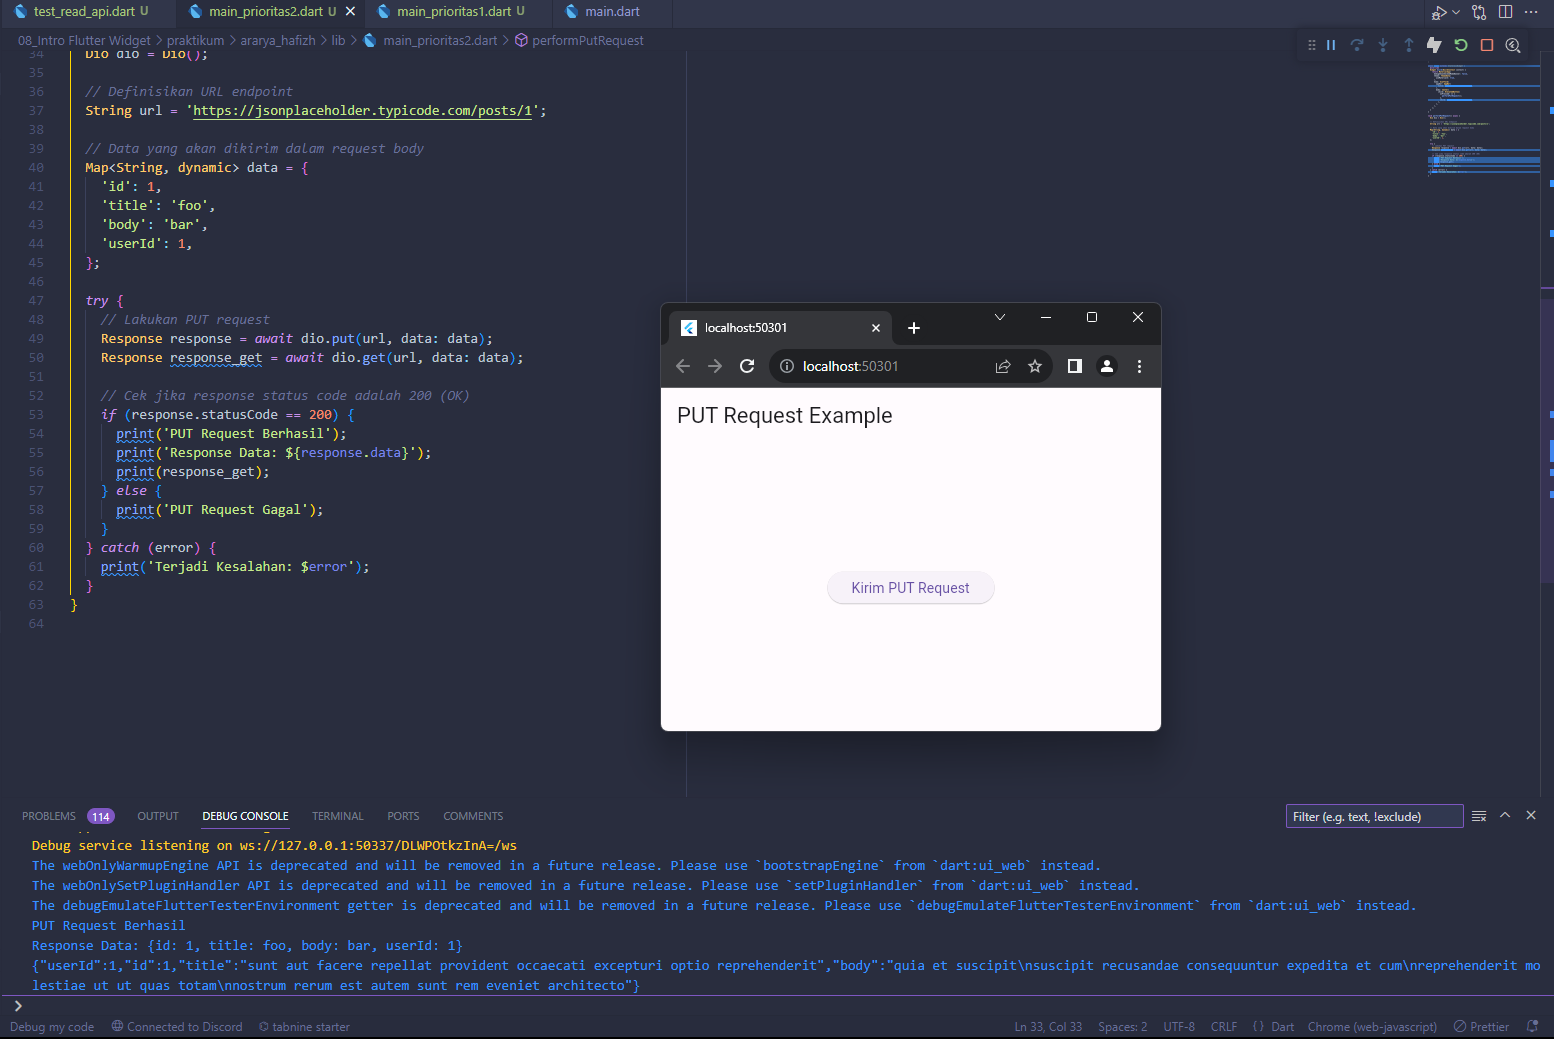 test_read_api.dart U
main_prioritas2.dart U
main_prioritas1.dart U
main.dart
08_Intro Flutter Widget > praktikum > ararya_hafizh > lib > main_prioritas2.dart > performPutRequest
34 Dio dio = Dio();
35
36 // Definisikan URL endpoint
37 String url = 'https://jsonplaceholder.typicode.com/posts/1';
38
39 // Data yang akan dikirim dalam request body
40 Map<String, dynamic> data = {
41 'id': 1,
42 'title': 'foo',
43 'body': 'bar',
44 'userId': 1,
45 };
46
47 try {
48 // Lakukan PUT request
49 Response response = await dio.put(url, data: data);
50 Response response_get = await dio.get(url, data: data);
51
52 // Cek jika response status code adalah 200 (OK)
53 if (response.statusCode == 200) {
54 print('PUT Request Berhasil');
55 print('Response Data: ${response.data}');
56 print(response_get);
57 } else {
58 print('PUT Request Gagal');
59 }
60 } catch (error) {
61 print('Terjadi Kesalahan: $error');
62 }
63 }
64
localhost:50301
localhost:50301
PUT Request Example
Kirim PUT Request
PROBLEMS 114 OUTPUT DEBUG CONSOLE TERMINAL PORTS COMMENTS
Filter (e.g. text, !exclude)
Debug service listening on ws://127.0.0.1:50337/DLWPOtkzInA=/ws
The webOnlyWarmupEngine API is deprecated and will be removed in a future release. Please use `bootstrapEngine` from `dart:ui_web` instead.
The webOnlySetPluginHandler API is deprecated and will be removed in a future release. Please use `setPluginHandler` from `dart:ui_web` instead.
The debugEmulateFlutterTesterEnvironment getter is deprecated and will be removed in a future release. Please use `debugEmulateFlutterTesterEnvironment` from `dart:ui_web` instead.
PUT Request Berhasil
Response Data: {id: 1, title: foo, body: bar, userId: 1}
{"userId":1,"id":1,"title":"sunt aut facere repellat provident occaecati excepturi optio reprehenderit","body":"quia et suscipit\nsuscipit recusandae consequuntur expedita et cum\nreprehenderit mo
lestiae ut ut quas totam\nnostrum rerum est autem sunt rem eveniet architecto"}
Debug my code Connected to Discord tabnine starter
Ln 33, Col 33 Spaces: 2 UTF-8 CRLF {} Dart Chrome (web-javascript) Prettier